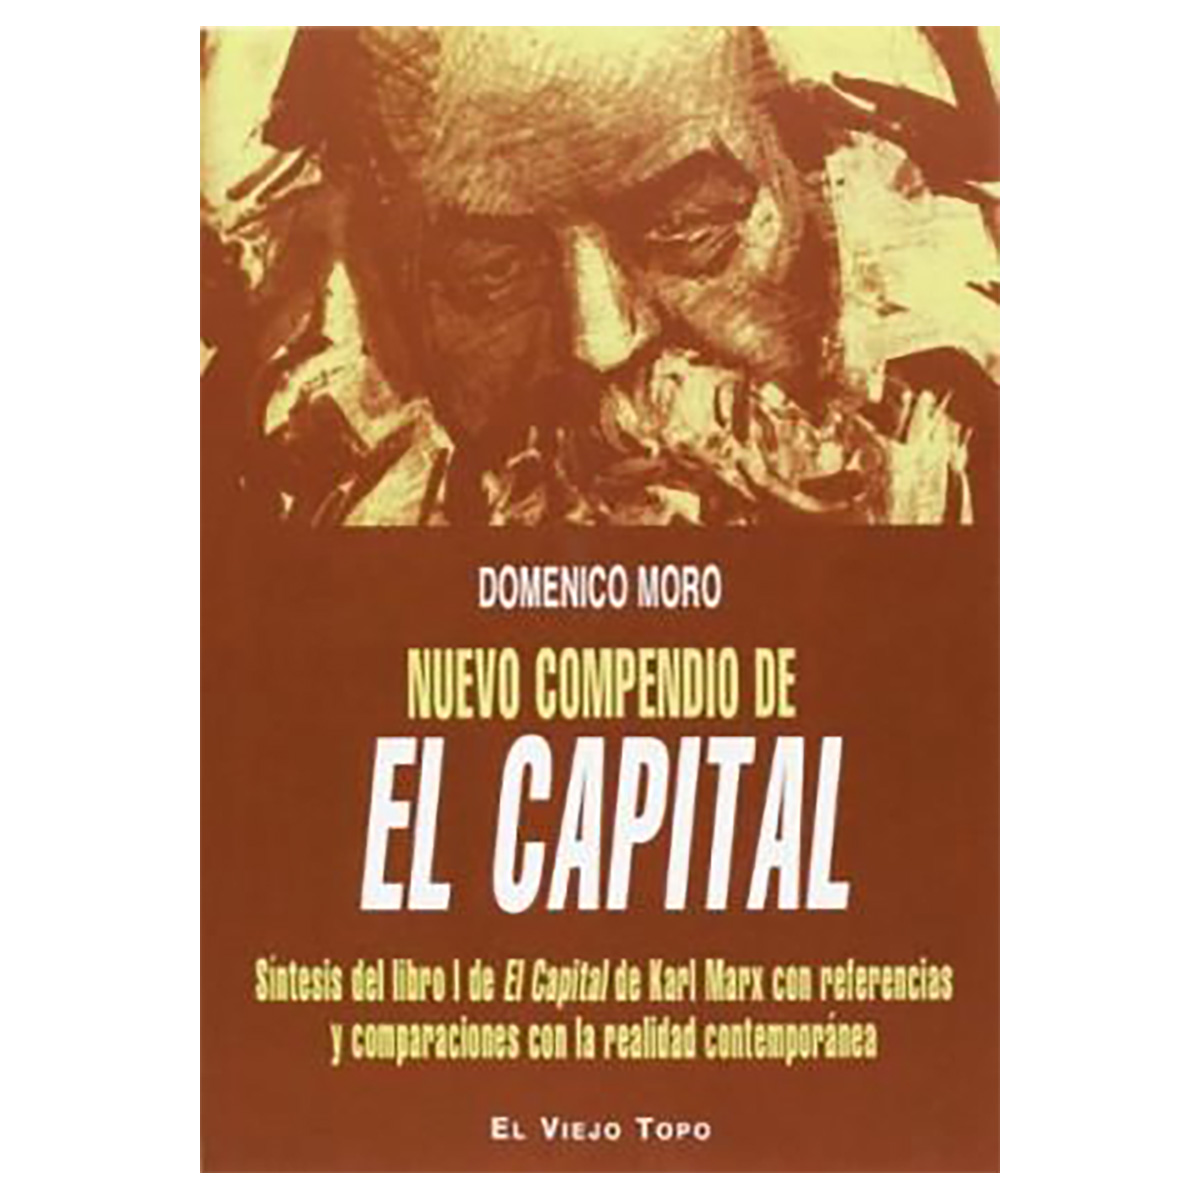 DOMENICO MORO
NUEVO COMPENDIO DE
EL CAPITAL
Síntesis del libro I de El Capital de Karl Marx con referencias
y comparaciones con la realidad contemporánea
EL VIEJO TOPO